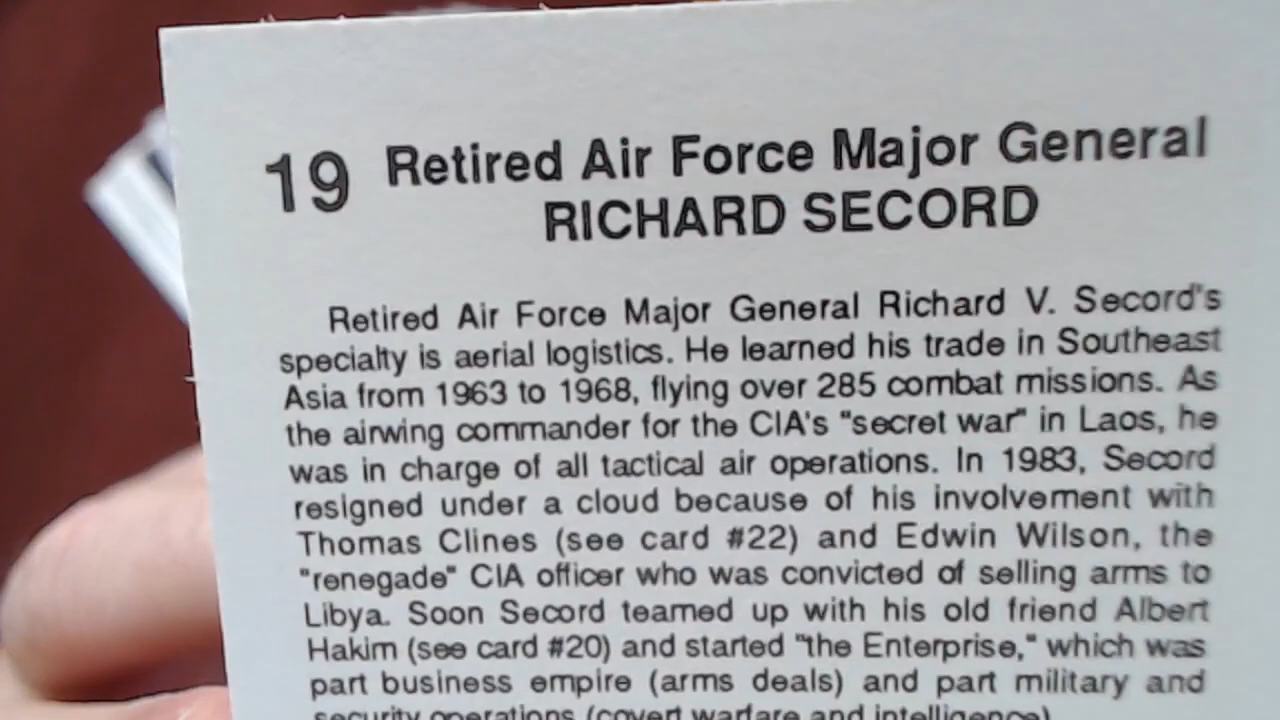 19 Retired Air Force Major General
RICHARD SECORD
Retired Air Force Major General Richard V. Secord's
specialty is aerial logistics. He learned his trade in Southeast
Asia from 1963 to 1968, flying over 285 combat missions. As
the airwing commander for the CIA's "secret war" in Laos, he
was in charge of all tactical air operations. In 1983, Secord
resigned under a cloud because of his involvement with
Thomas Clines (see card #22) and Edwin Wilson, the
"renegade" CIA officer who was convicted of selling arms to
Libya. Soon Secord teamed up with his old friend Albert
Hakim (see card #20) and started "the Enterprise," which was
part business empire (arms deals) and part military and
security operations (covert warfare and intelligence).